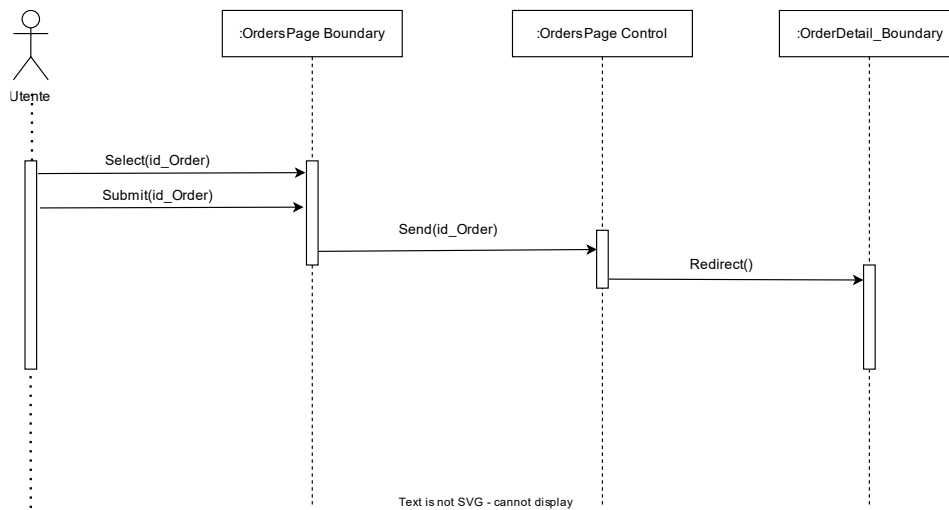 :OrdersPage Boundary
:OrdersPage Control
:OrderDetail_Boundary
Utente
Select(id_Order)
Submit(id_Order)
Send(id_Order)
Redirect()
Text is not SVG - cannot display